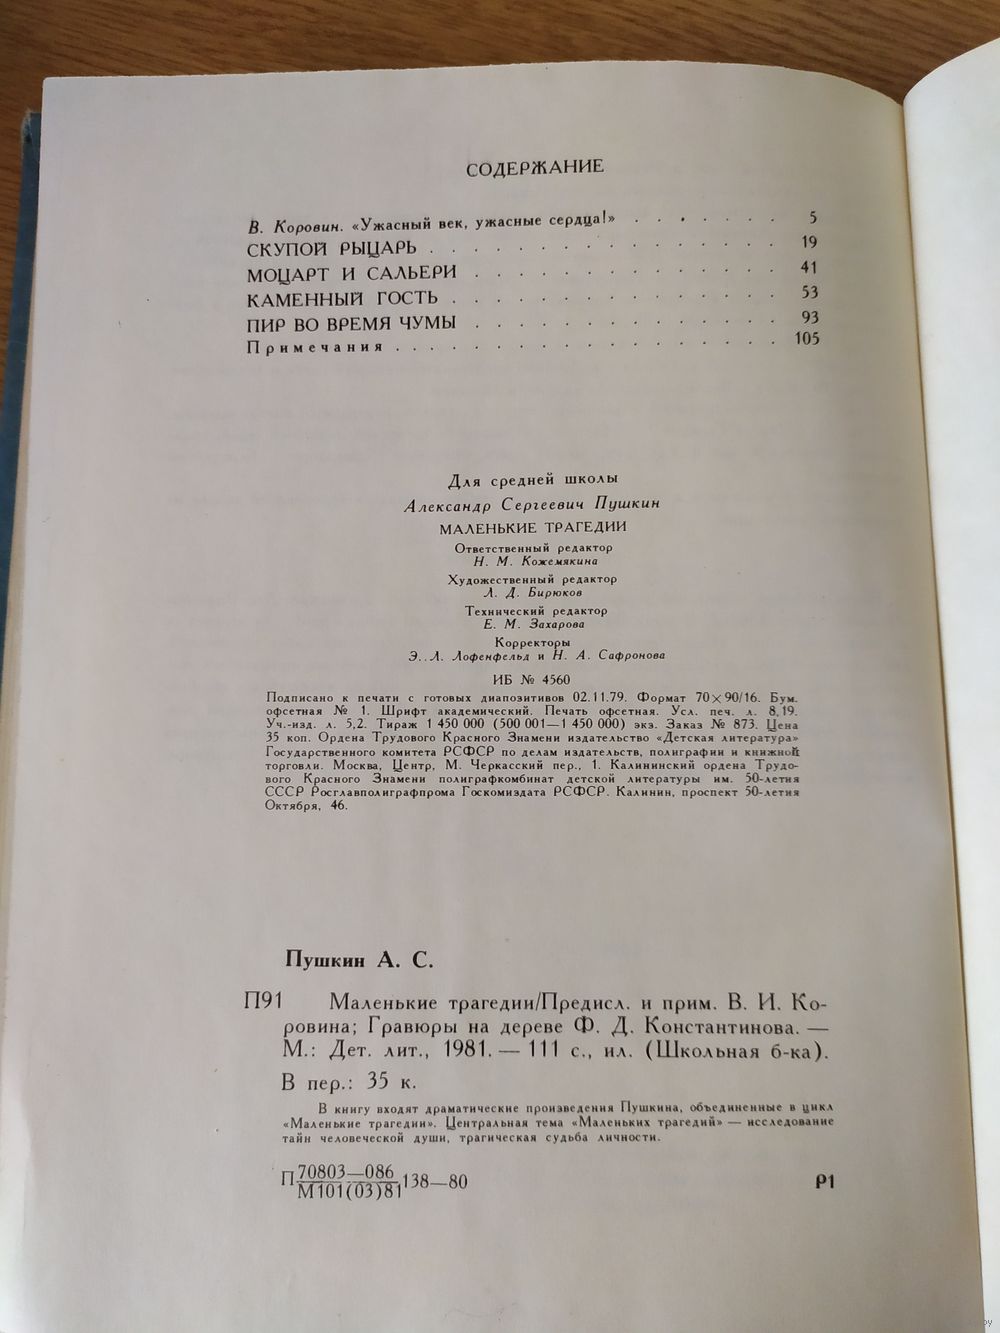 СОДЕРЖАНИЕ
В. Коровин. «Ужасный век, ужасные сердца!» . . . . . . . 5
СКУПОЙ РЫЦАРЬ . . . . . . . . . . . . . . . 19
МОЦАРТ И САЛЬЕРИ . . . . . . . . . . . . . 41
КАМЕННЫЙ ГОСТЬ . . . . . . . . . . . . . . 53
ПИР ВО ВРЕМЯ ЧУМЫ . . . . . . . . . . . . . 93
Примечания . . . . . . . . . . . . . . . . . 105
Для средней школы
Александр Сергеевич Пушкин
МАЛЕНЬКИЕ ТРАГЕДИИ
Ответственный редактор
Н. М. Кожемякина
Художественный редактор
Л. Д. Бирюков
Технический редактор
Е. М. Захарова
Корректоры
Э..Л. Лофенфельд и Н. А. Сафронова
ИБ № 4560
Подписано к печати с готовых диапозитивов 02.11.79. Формат 70×90/16. Бум.
офсетная № 1. Шрифт академический. Печать офсетная. Усл. печ. л. 8,19.
Уч.-изд. л. 5,2. Тираж 1 450 000 (500 001—1 450 000) экз. Заказ № 873. Цена
35 коп. Ордена Трудового Красного Знамени издательство «Детская литература»
Государственного комитета РСФСР по делам издательств, полиграфии и книжной
торговли. Москва, Центр, М. Черкасский пер., 1. Калининский ордена Трудо-
вого Красного Знамени полиграфкомбинат детской литературы им. 50-летия
СССР Росглавполиграфпрома Госкомиздата РСФСР. Калинин, проспект 50-летия
Октября, 46.
Пушкин А. С.
П91 Маленькие трагедии/Предисл. и прим. В. И. Ко-
ровина; Гравюры на дереве Ф. Д. Константинова. —
М.: Дет. лит., 1981. — 111 с., ил. (Школьная б-ка).
В пер.: 35 к.
В книгу входят драматические произведения Пушкина, объединенные в цикл
«Маленькие трагедии». Центральная тема «Маленьких трагедий» — исследование
тайн человеческой души, трагическая судьба личности.
П 70803—086 138—80
М101(03)81
Р1